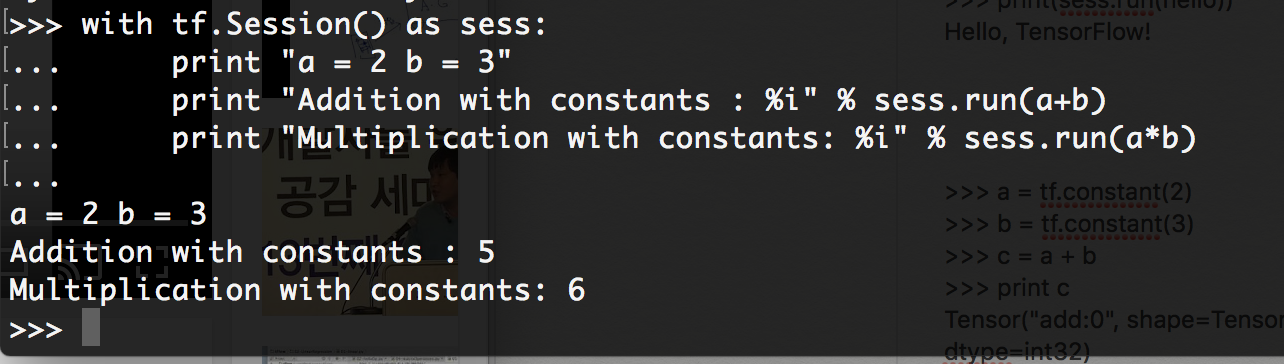 >>> with tf.Session() as sess:
...      print "a = 2 b = 3"
...      print "Addition with constants : %i" % sess.run(a+b)
...      print "Multiplication with constants: %i" % sess.run(a*b)
...
a = 2 b = 3
Addition with constants : 5
Multiplication with constants: 6
>>>
>>> print(sess.run(hello))
Hello, TensorFlow!
>>> a = tf.constant(2)
>>> b = tf.constant(3)
>>> c = a + b
>>> print c
Tensor("add:0", shape=Tensor
dtype=int32)
공감 세미